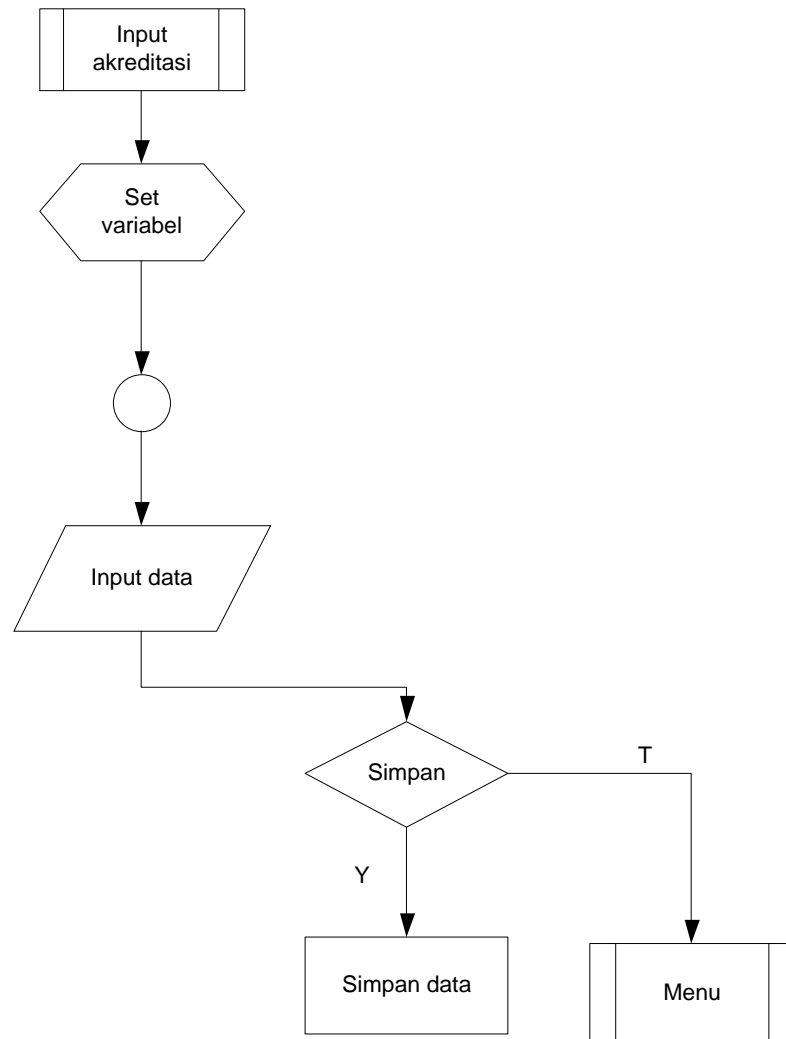 Input
akreditasi
Set
variabel
Input data
Simpan
T
Y
Simpan data
Menu